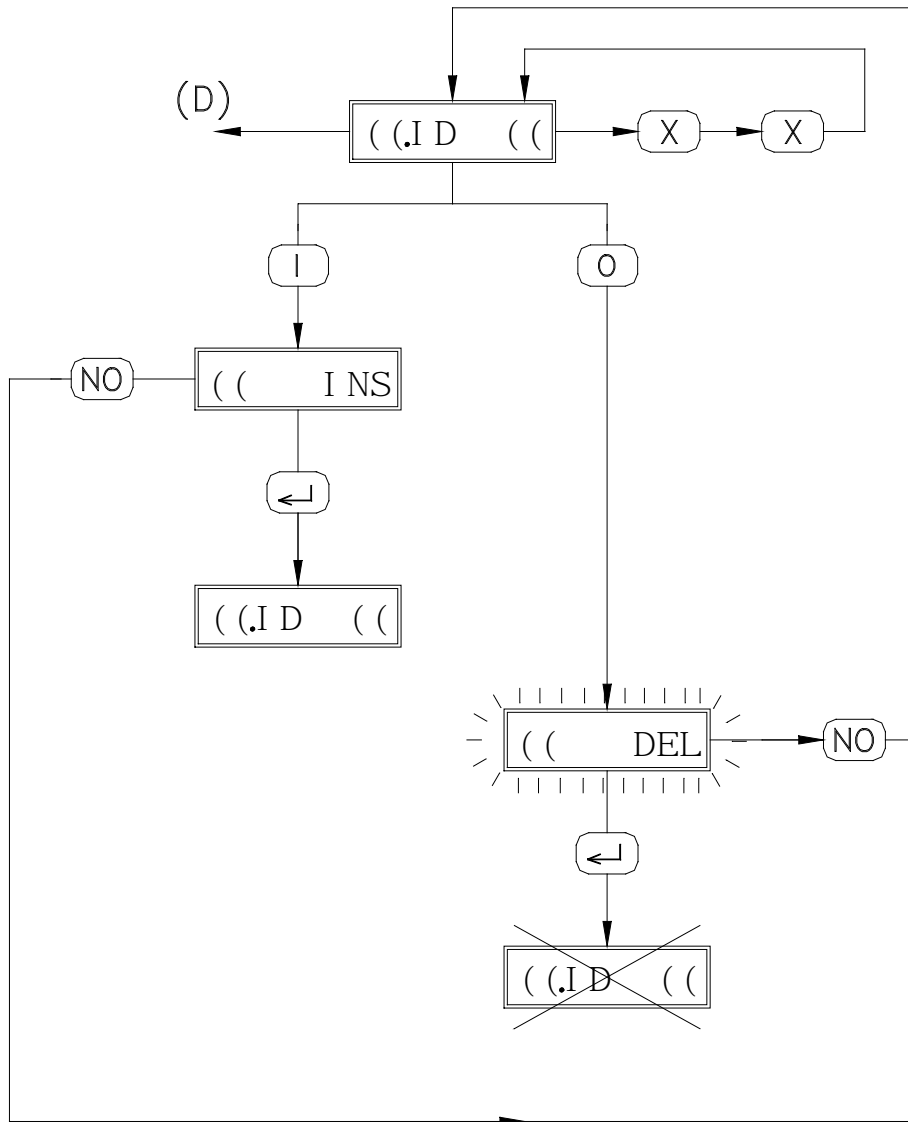 (D)
((.ID ((
X
X
I
O
NO
(( INS
↵
((.ID ((
(( DEL
NO
↵
((.ID ((